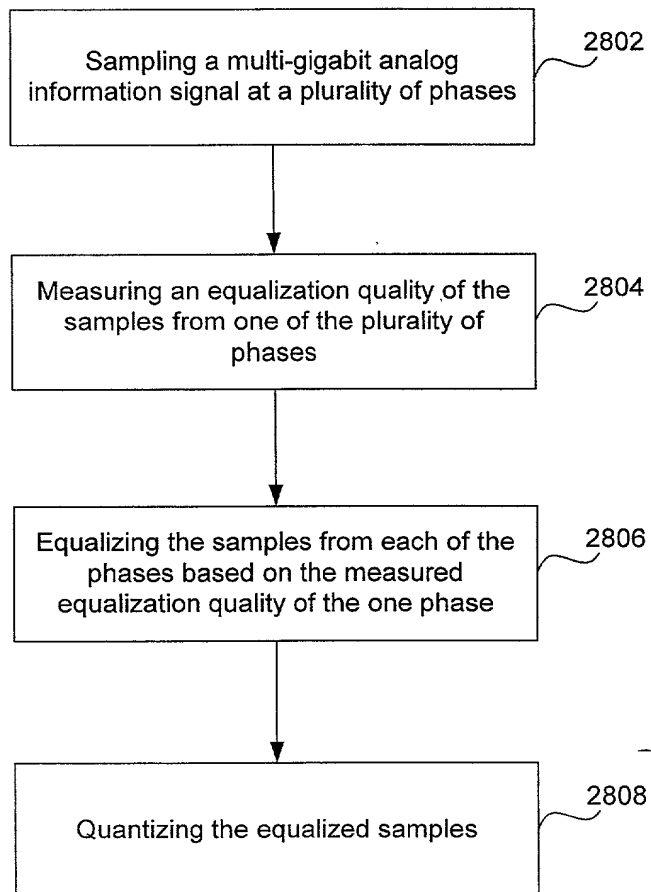 Sampling a multi-gigabit analog
information signal at a plurality of phases
2802
Measuring an equalization quality of the
samples from one of the plurality of
phases
2804
Equalizing the samples from each of the
phases based on the measured
equalization quality of the one phase
2806
Quantizing the equalized samples
2808